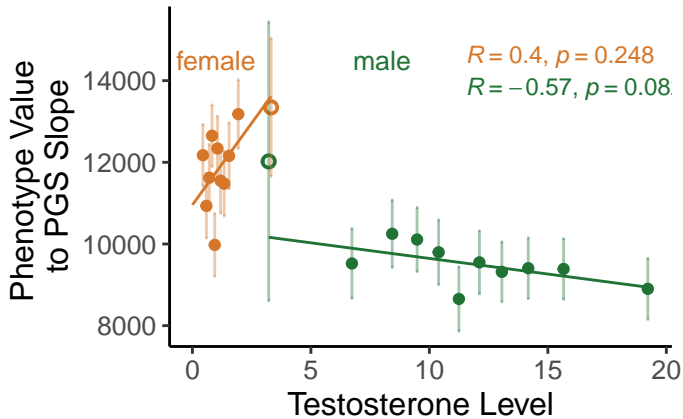 female
male
R = 0.4, p = 0.248
R = −0.57, p = 0.08
Phenotype Value
to PGS Slope
14000
12000
10000
8000
0 5 10 15 20
Testosterone Level